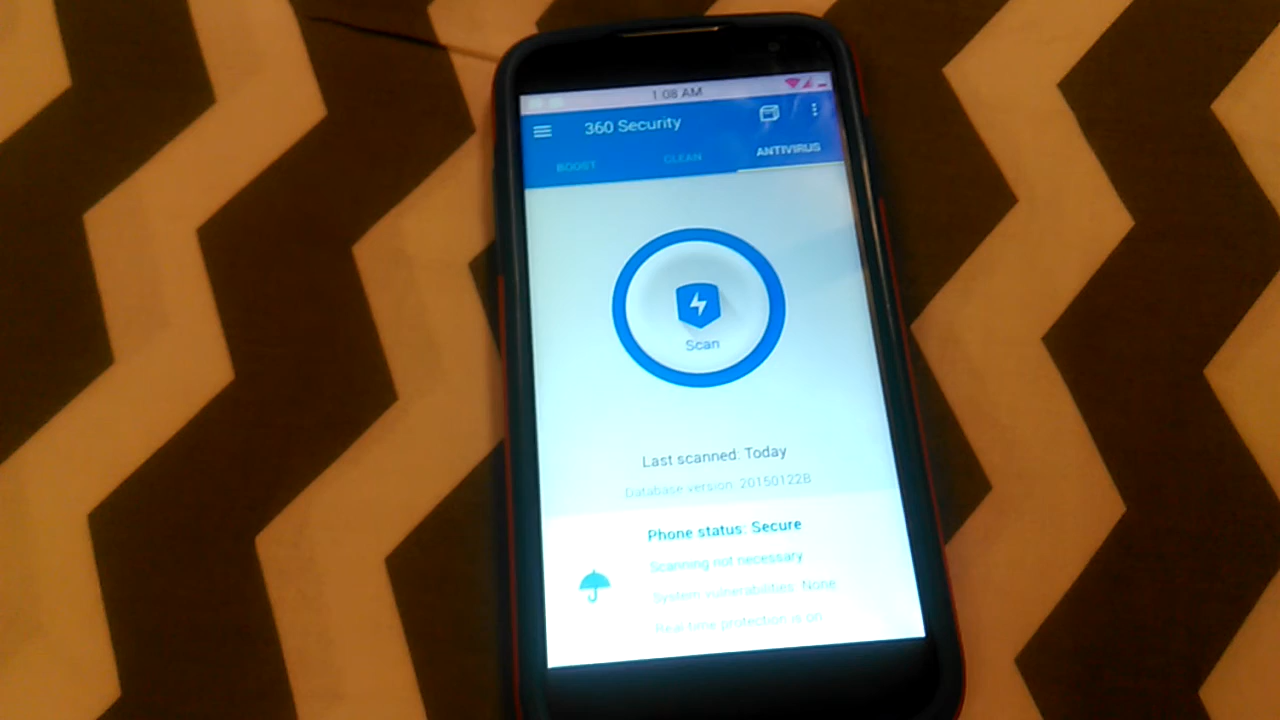 1:08 AM
360 Security
BOOST CLEAN ANTIVIRUS
Scan
Last scanned: Today
Database version: 20150122B
Phone status: Secure
Scanning not necessary
System vulnerabilities: None
Real time protection is on